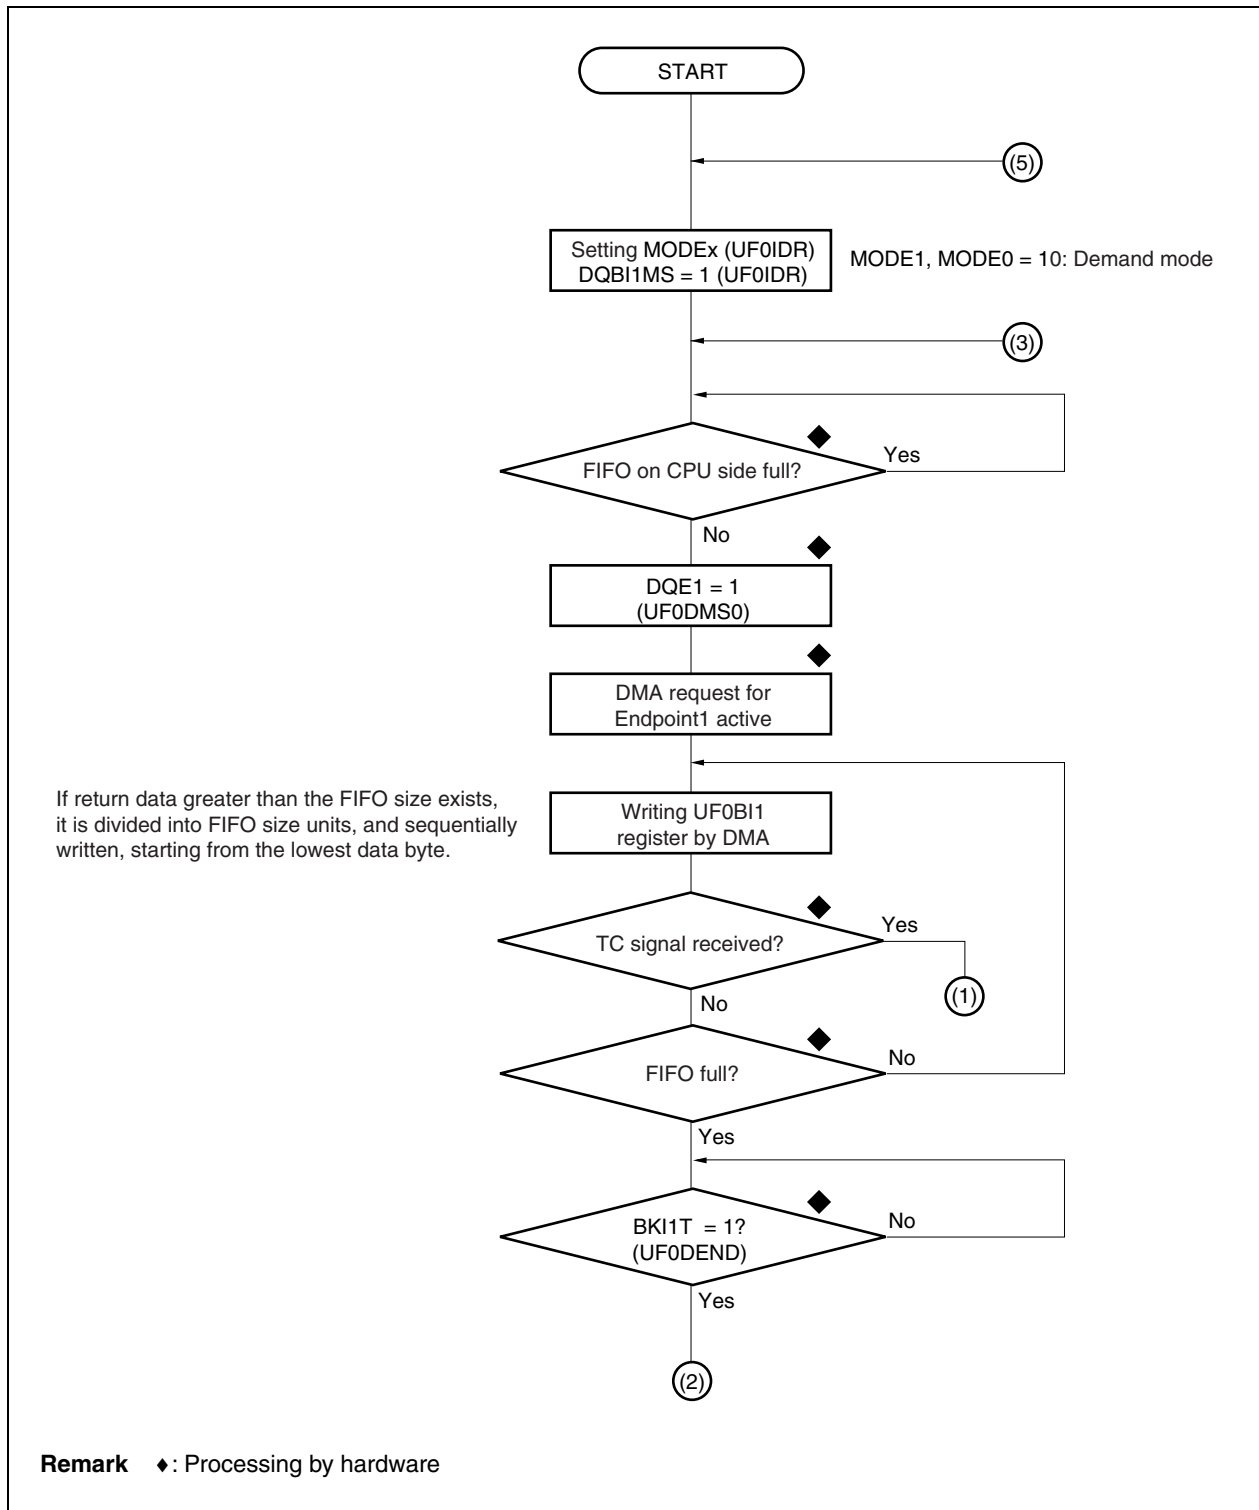 START
(5)
Setting MODEx (UF0IDR)
DQBI1MS = 1 (UF0IDR)
MODE1, MODE0 = 10: Demand mode
(3)
FIFO on CPU side full?
Yes
No
DQE1 = 1
(UF0DMS0)
DMA request for
Endpoint1 active
If return data greater than the FIFO size exists,
it is divided into FIFO size units, and sequentially
written, starting from the lowest data byte.
Writing UF0BI1
register by DMA
TC signal received?
Yes
(1)
No
FIFO full?
No
Yes
BKI1T = 1?
(UF0DEND)
No
Yes
(2)
Remark ♦: Processing by hardware